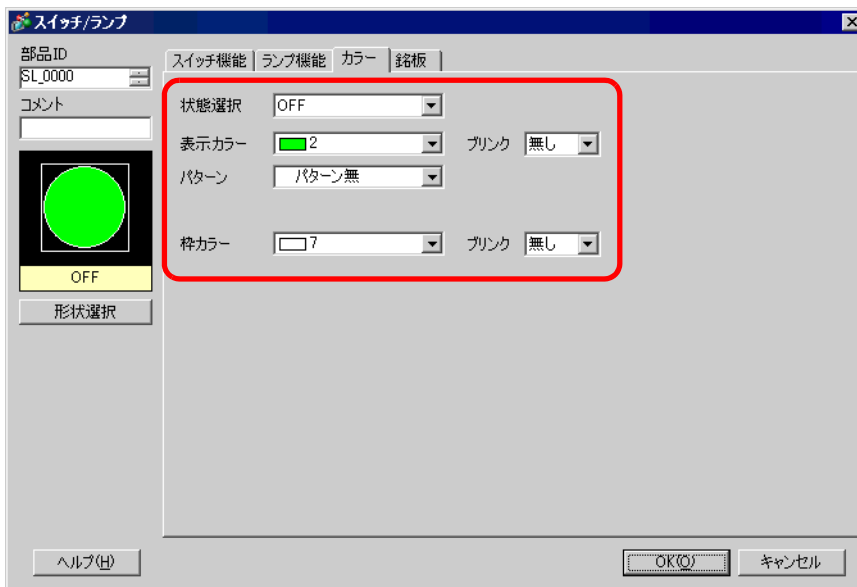 スイッチ/ランプ
部品ID
SL_0000
コメント
OFF
形状選択
スイッチ機能 ランプ機能 カラー 銘板
状態選択 OFF
表示カラー 2 ブリンク 無し
パターン パターン無
枠カラー 7 ブリンク 無し
ヘルプ(H) OK(O) キャンセル